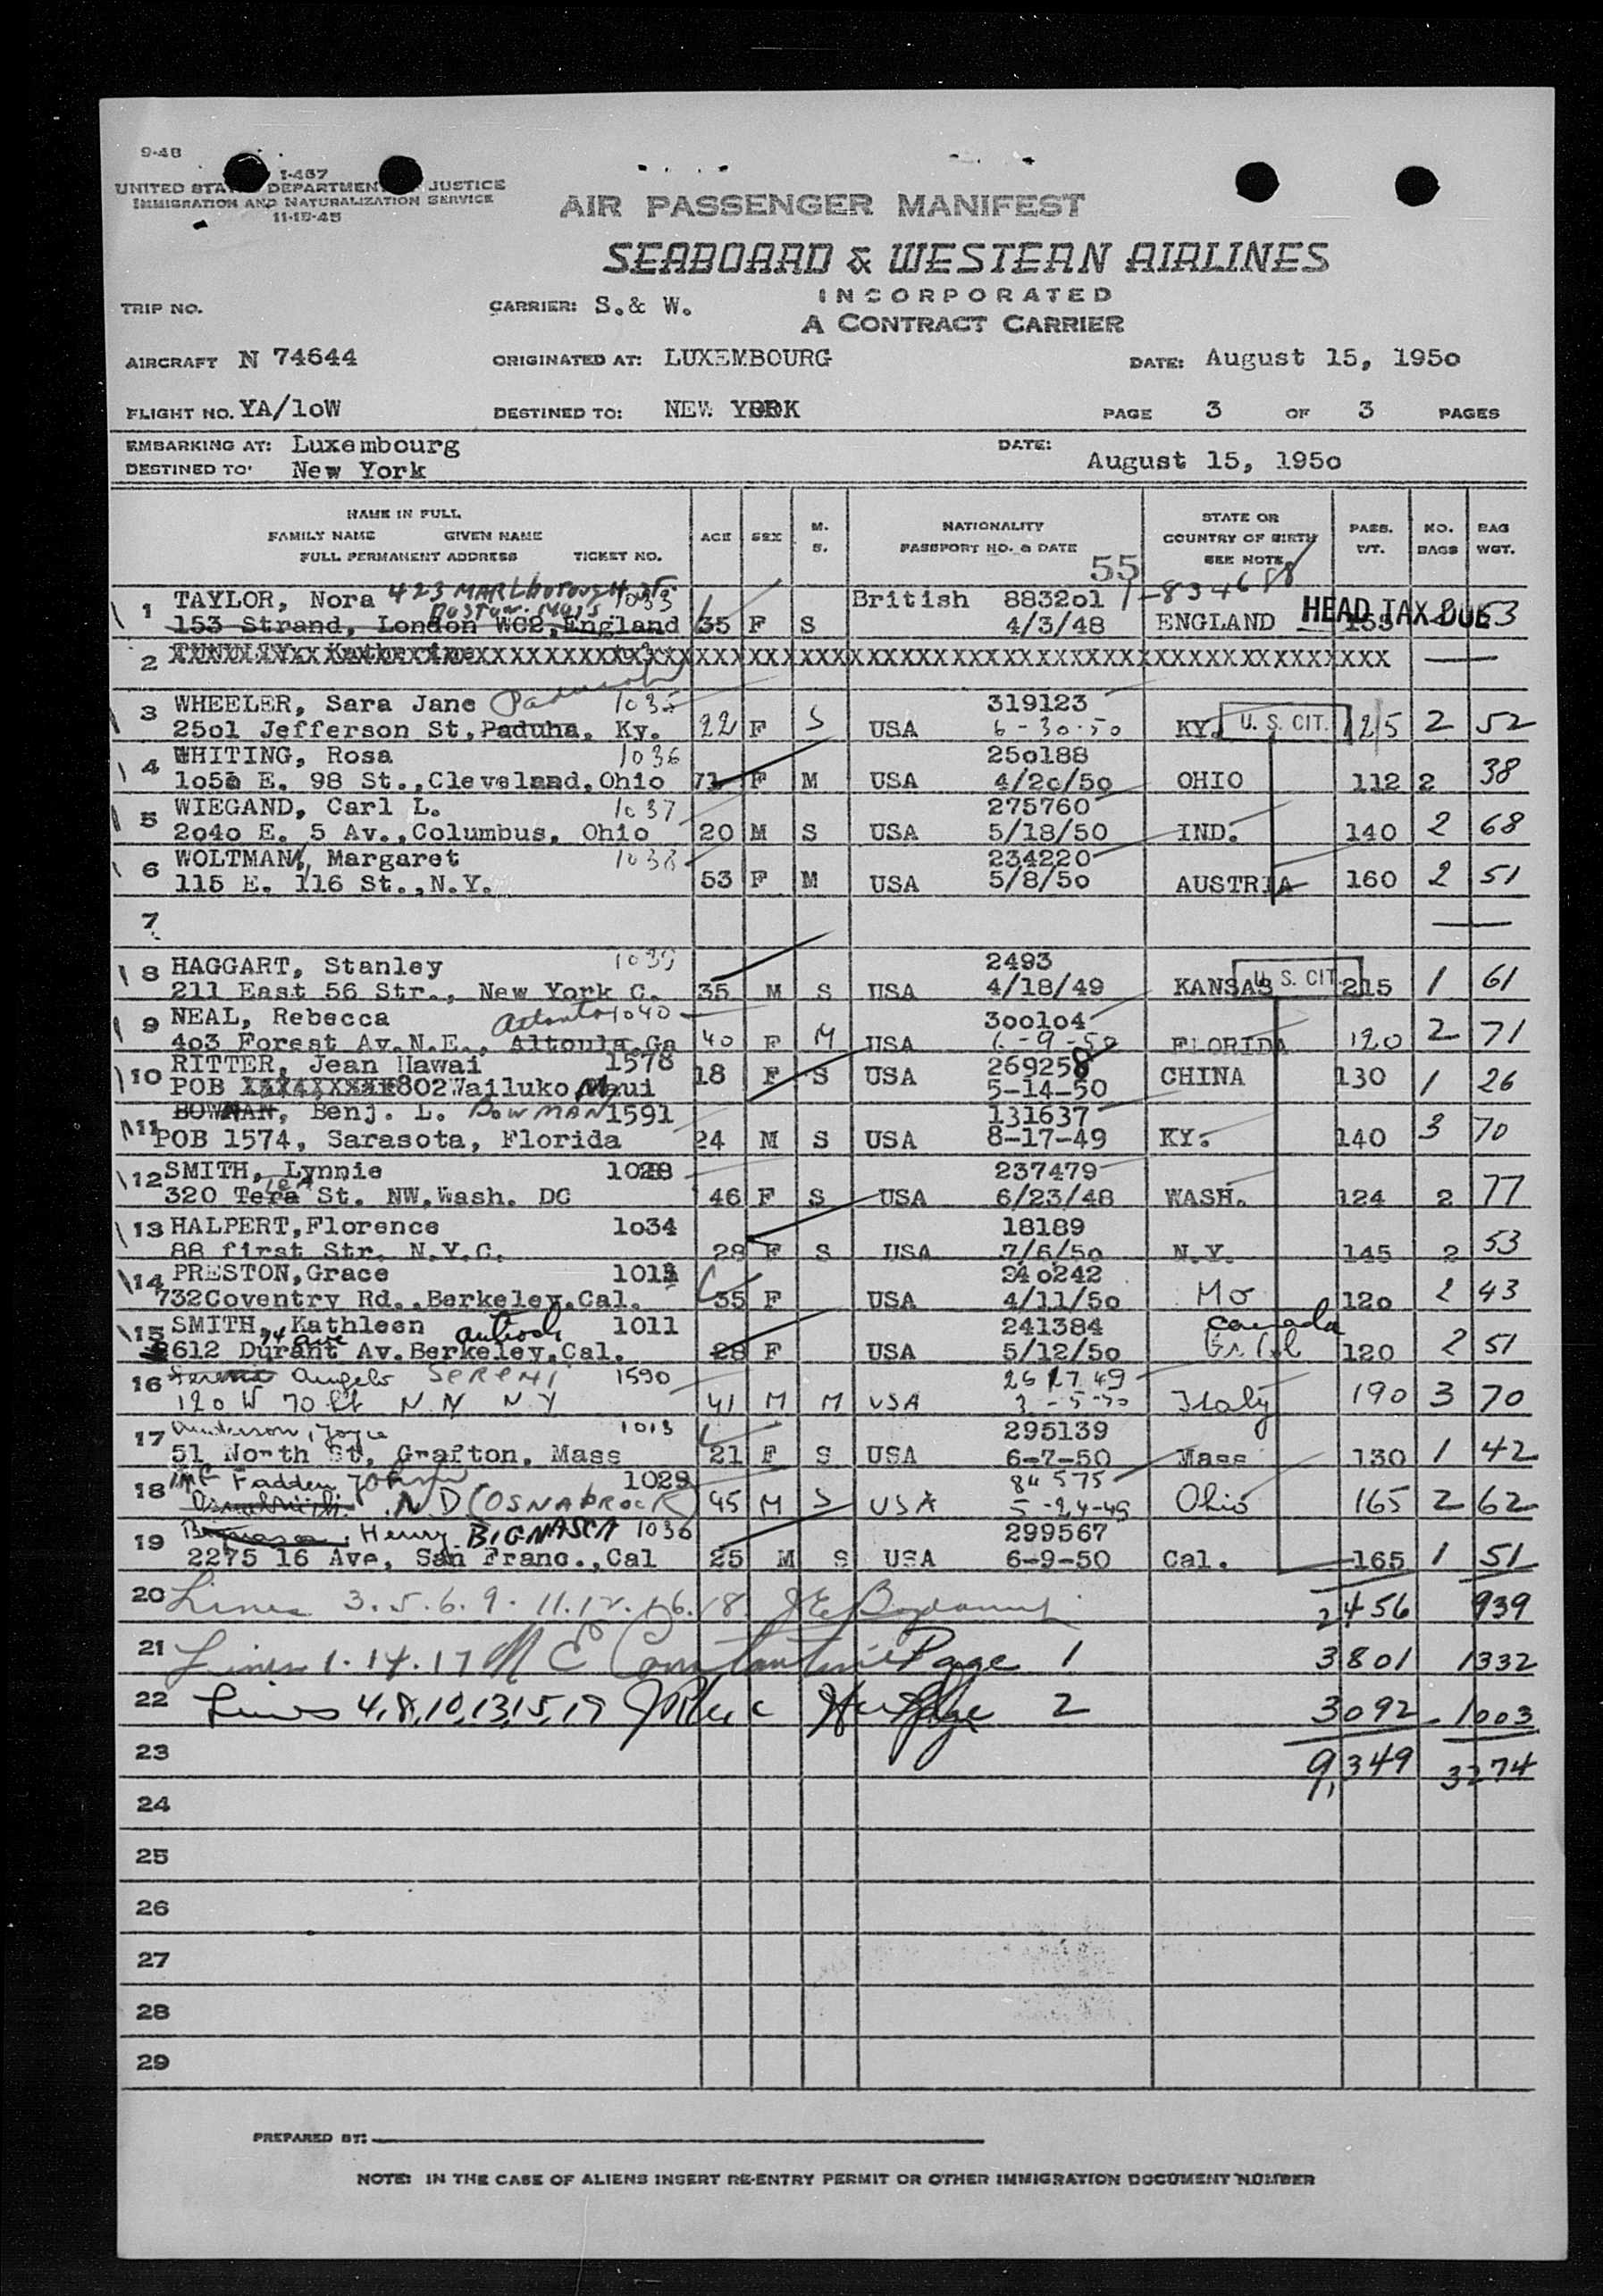 9-48
I-467
UNITED STATES DEPARTMENT JUSTICE
IMMIGRATION AND NATURALIZATION SERVICE
11-15-45
AIR PASSENGER MANIFEST
SEABOARD & WESTERN AIRLINES
INCORPORATED
A CONTRACT CARRIER
TRIP NO. CARRIER: S.& W.
AIRCRAFT N 74644 ORIGINATED AT: LUXEMBOURG DATE: August 15, 195o
FLIGHT NO. YA/1oW DESTINED TO: NEW YORK PAGE 3 OF 3 PAGES
EMBARKING AT: Luxembourg DATE: August 15, 195o
DESTINED TO: New York
NAME IN FULL
FAMILY NAME GIVEN NAME
FULL PERMANENT ADDRESS TICKET NO. AGE SEX M. S. NATIONALITY PASSPORT NO. & DATE STATE OR COUNTRY OF BIRTH SEE NOTE PASS. WT. NO. BAGS BAG WGT.
55
1 TAYLOR, Nora 423 MARLBOROUGH ST. 1033 British 8832o1
Boston. Mass
153 Strand, London WC2,England 35 F S 4/3/48 ENGLAND HEAD TAX DUE 53
2 XXXXXXXXXXXXXXXXXXXXXXXXXXXXXXXXXXXXXXXXXXXX
3 WHEELER, Sara Jane Paducah 1035 319123
25o1 Jefferson St,Paduha, Ky. 22 F S USA 6-30-50 KY. U. S. CIT. 125 2 52
4 WHITING, Rosa 1036 25o188
E. 98 St.,Cleveland,Ohio 71 F M USA 4/2o/5o OHIO 112 2 38
5 WIEGAND, Carl L. 1037 275760
2o4o E. 5 Av.,Columbus, Ohio 20 M S USA 5/18/50 IND. 140 2 68
6 WOLTMAN, Margaret 1038 234220
115 E. 116 St.,N.Y. 53 F M USA 5/8/5o AUSTRIA 160 2 51
7
8 HAGGART, Stanley 1039 2493
211 East 56 Str., New York C. 35 M S USA 4/18/49 KANSAS U. S. CIT. 215 1 61
9 NEAL, Rebecca Atlanta 1040 3oo1o4
4o3 Forest Av.N.E., Altoula,Ga 40 F M USA 6-9-50 FLORIDA 120 2 71
10 RITTER, Jean Hawai 1578 269258
POB 802Wailuko,Maui 18 F S USA 5-14-50 CHINA 130 1 26
11 BOWMAN, Benj. L. BOWMAN 1591 131637
POB 1574, Sarasota, Florida 24 M S USA 8-17-49 KY. 140 3 70
12 SMITH, Lynnie 1028 237479
320 Tera St. NW,Wash. DC 46 F S USA 6/23/48 WASH. 124 2 77
13 HALPERT,Florence 1o34 18189
88 first Str. N.Y.C. 28 F S USA 7/6/5o N.Y. 145 2 53
14 PRESTON,Grace 24o242
732Coventry Rd.,Berkeley,Cal. 35 F USA 4/11/5o Mo 12o 2 43
15 SMITH, Kathleen 1011 241384 Canada
2612 Durant Av.Berkeley,Cal. 28 F USA 5/12/50 120 2 51
16 Angelo SERENI 1590
120 W 70 St N.Y N.Y 41 M M USA Italy 190 3 70
17 Anderson, Joyce 1013 295139
51 North St, Grafton, Mass 21 F S USA 6-7-50 Mass 130 1 42
18 Mc Fadden, John 1029 84575
N.D (OSNABROCK) 45 M S USA 5-24-49 Ohio 165 2 62
19 Henry BIGNASCA 1036 299567
2275 16 Ave, San Franc.,Cal 25 M S USA 6-9-50 Cal. 165 1 51
20 Lines 3.5.6.9.11.12.16.18 2456 939
21 Lines 1.14.17 M E Constantine Page 1 3801 1332
22 Lines 4,8,10,13,15,19 Page 2 3092 1003
23 9,349 3274
24
25
26
27
28
29
PREPARED BY:
NOTE: IN THE CASE OF ALIENS INSERT RE-ENTRY PERMIT OR OTHER IMMIGRATION DOCUMENT NUMBER